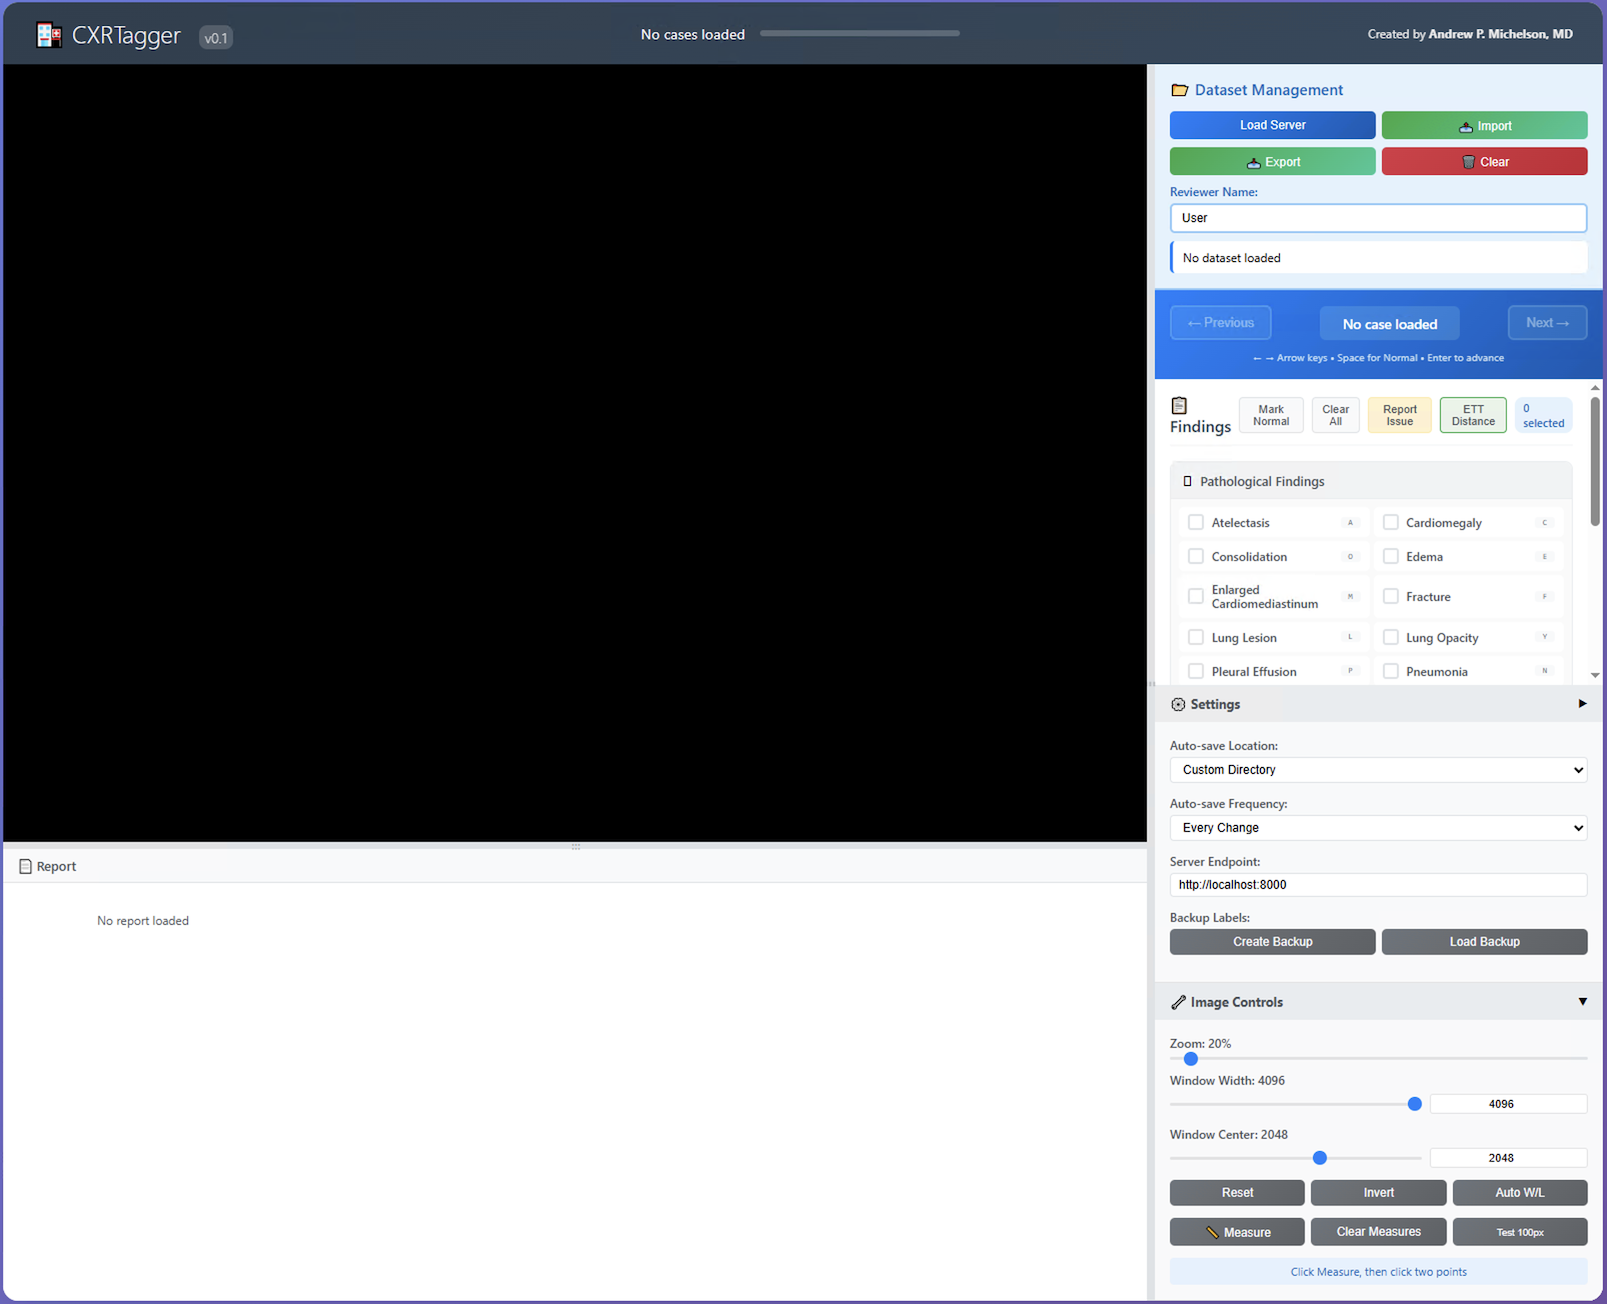 CXRTagger v0.1
No cases loaded
Created by Andrew P. Michelson, MD
Dataset Management
Load Server
Import
Export
Clear
Reviewer Name:
User
No dataset loaded
← Previous
No case loaded
Next →
← → Arrow keys • Space for Normal • Enter to advance
Findings
Mark
Normal
Clear
All
Report
Issue
ETT
Distance
0
selected
Pathological Findings
Atelectasis A
Cardiomegaly C
Consolidation O
Edema E
Enlarged
Cardiomediastinum M
Fracture F
Lung Lesion L
Lung Opacity Y
Pleural Effusion P
Pneumonia N
Settings
Auto-save Location:
Custom Directory
Auto-save Frequency:
Every Change
Server Endpoint:
http://localhost:8000
Backup Labels:
Create Backup
Load Backup
Image Controls
Zoom: 20%
Window Width: 4096
4096
Window Center: 2048
2048
Reset
Invert
Auto W/L
Measure
Clear Measures
Test 100px
Click Measure, then click two points
Report
No report loaded